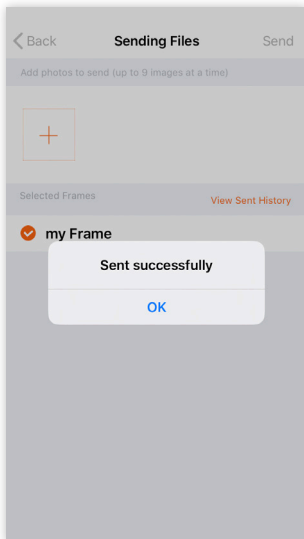 Back Sending Files Send
Add photos to send (up to 9 images at a time)
Selected Frames View Sent History
my Frame
Sent successfully
OK